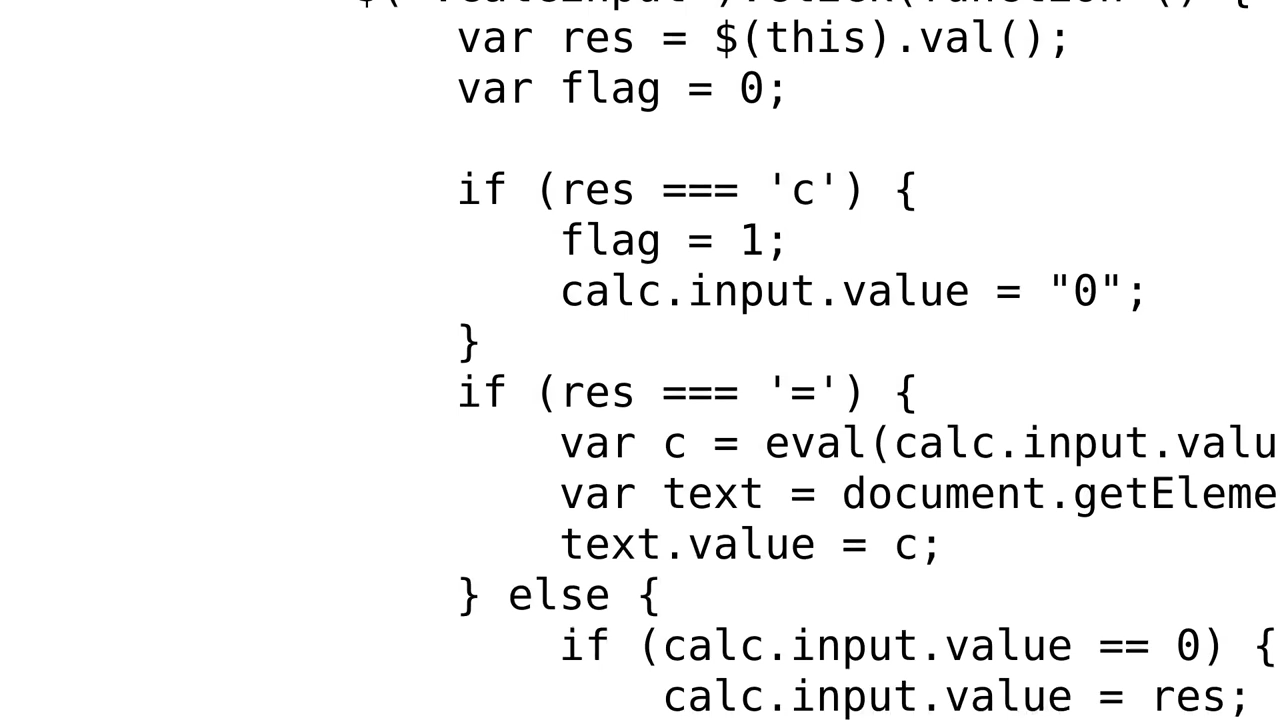 var res = $(this).val();
var flag = 0;
if (res === 'c') {
flag = 1;
calc.input.value = "0";
}
if (res === '=') {
var c = eval(calc.input.valu
var text = document.getEleme
text.value = c;
} else {
if (calc.input.value == 0) {
calc.input.value = res;